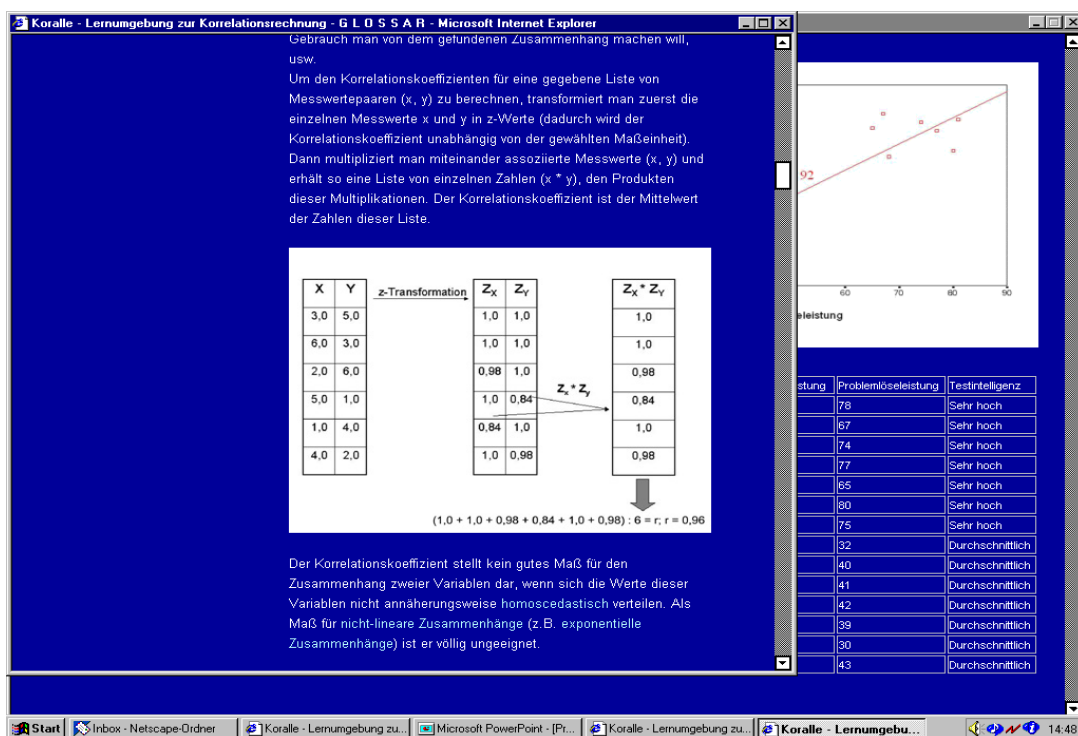 Koralle - Lernumgebung zur Korrelationsrechnung - G L O S S A R - Microsoft Internet Explorer
Gebrauch man von dem gefundenen Zusammenhang machen will,
usw.
Um den Korrelationskoeffizienten für eine gegebene Liste von
Messwertepaaren (x, y) zu berechnen, transformiert man zuerst die
einzelnen Messwerte x und y in z-Werte (dadurch wird der
Korrelationskoeffizient unabhängig von der gewählten Maßeinheit).
Dann multipliziert man miteinander assoziierte Messwerte (x, y) und
erhält so eine Liste von einzelnen Zahlen (x * y), den Produkten
dieser Multiplikationen. Der Korrelationskoeffizient ist der Mittelwert
der Zahlen dieser Liste.
X Y z-Transformation Zx ZY Zx * ZY
3,0 5,0 1,0 1,0 1,0
6,0 3,0 1,0 1,0 1,0
2,0 6,0 0,98 1,0 0,98
Zx * Zy
5,0 1,0 1,0 0,84 0,84
1,0 4,0 0,84 1,0 1,0
4,0 2,0 1,0 0,98 0,98
(1,0 + 1,0 + 0,98 + 0,84 + 1,0 + 0,98) : 6 = r; r = 0,96
Der Korrelationskoeffizient stellt kein gutes Maß für den
Zusammenhang zweier Variablen dar, wenn sich die Werte dieser
Variablen nicht annäherungsweise homoscedastisch verteilen. Als
Maß für nicht-lineare Zusammenhänge (z.B. exponentielle
Zusammenhänge) ist er völlig ungeeignet.
92
60 70 80 90
eleistung
stung Problemlöseleistung Testintelligenz
78 Sehr hoch
67 Sehr hoch
74 Sehr hoch
77 Sehr hoch
65 Sehr hoch
80 Sehr hoch
75 Sehr hoch
32 Durchschnittlich
40 Durchschnittlich
41 Durchschnittlich
42 Durchschnittlich
39 Durchschnittlich
30 Durchschnittlich
43 Durchschnittlich
Start Inbox - Netscape-Ordner Koralle - Lernumgebung zu... Microsoft PowerPoint - [Pr... Koralle - Lernumgebung zu... Koralle - Lernumgebu... 14:48